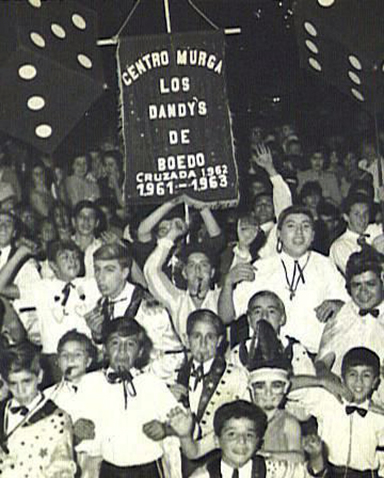 CENTRO MURGA
LOS
DANDY'S
DE
BOEDO
CRUZADA 1962
1961-1963